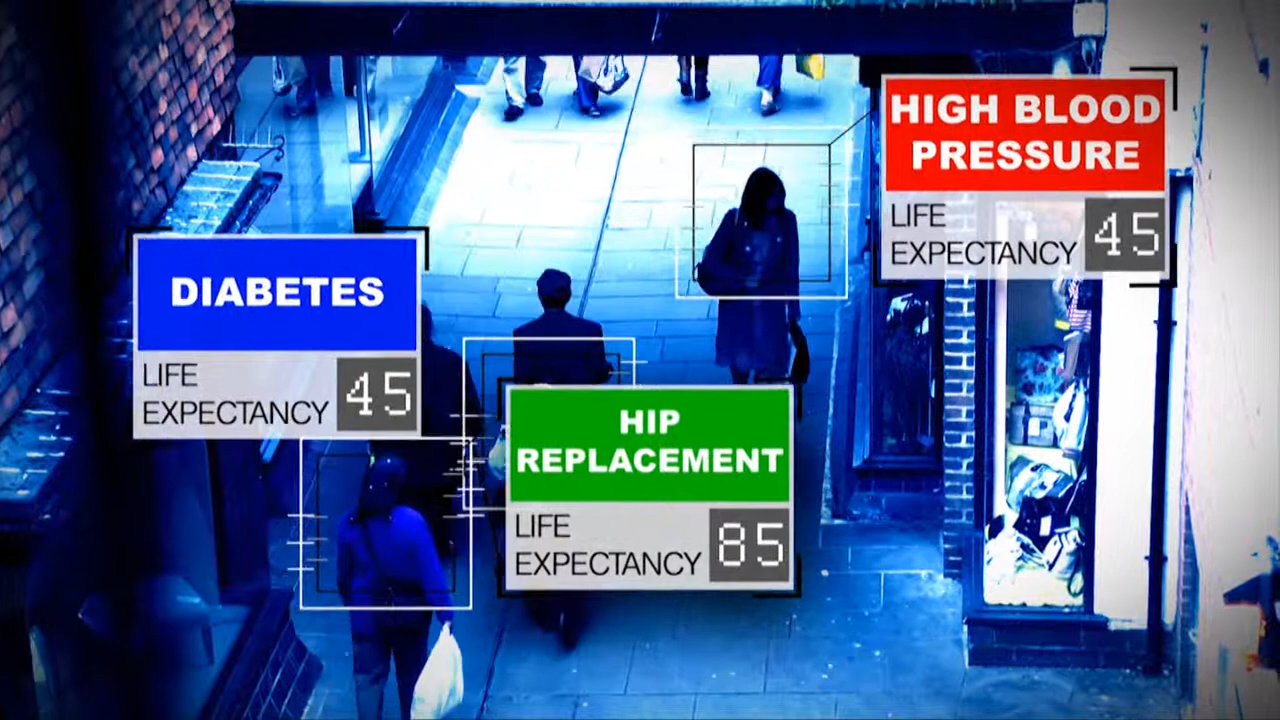 HIGH BLOOD
PRESSURE
LIFE
EXPECTANCY 45
DIABETES
LIFE
EXPECTANCY 45
HIP
REPLACEMENT
LIFE
EXPECTANCY 85